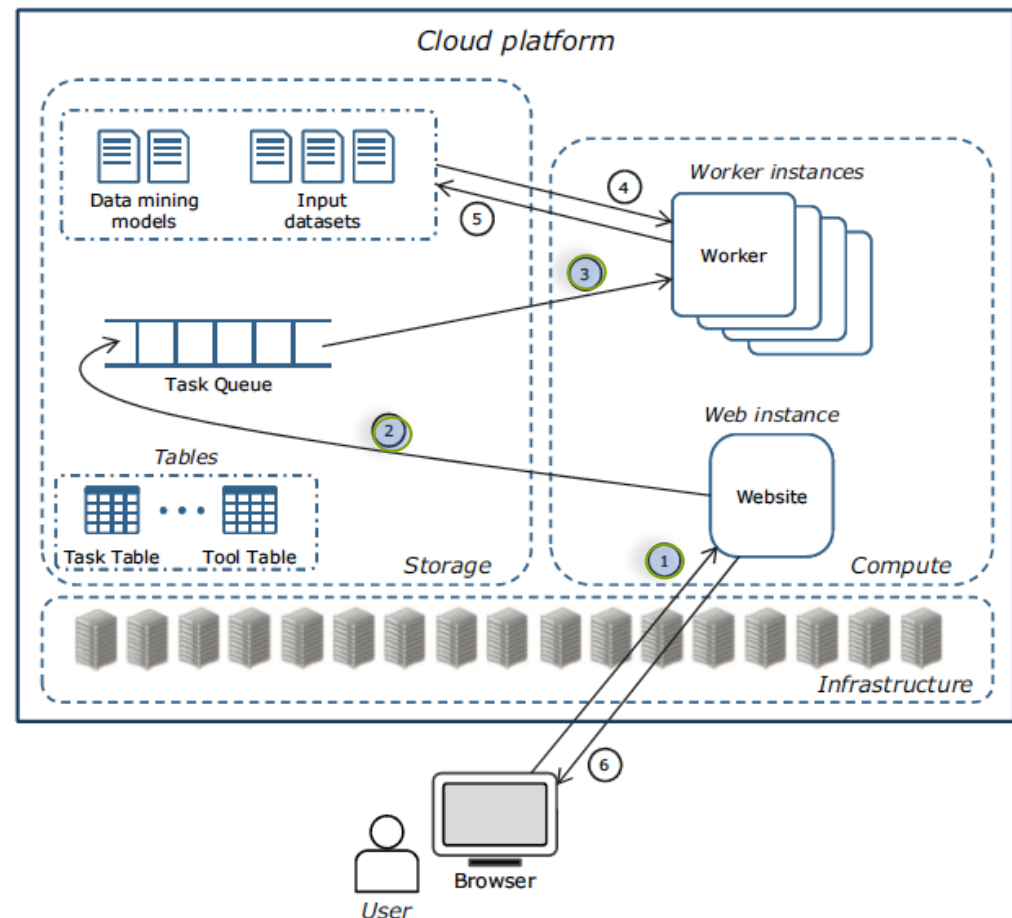 Cloud platform
Data mining
models
Input
datasets
4
5
Worker instances
Worker
3
Task Queue
2
Web instance
Website
Tables
Task Table
Tool Table
1
Storage
Compute
Infrastructure
6
Browser
User